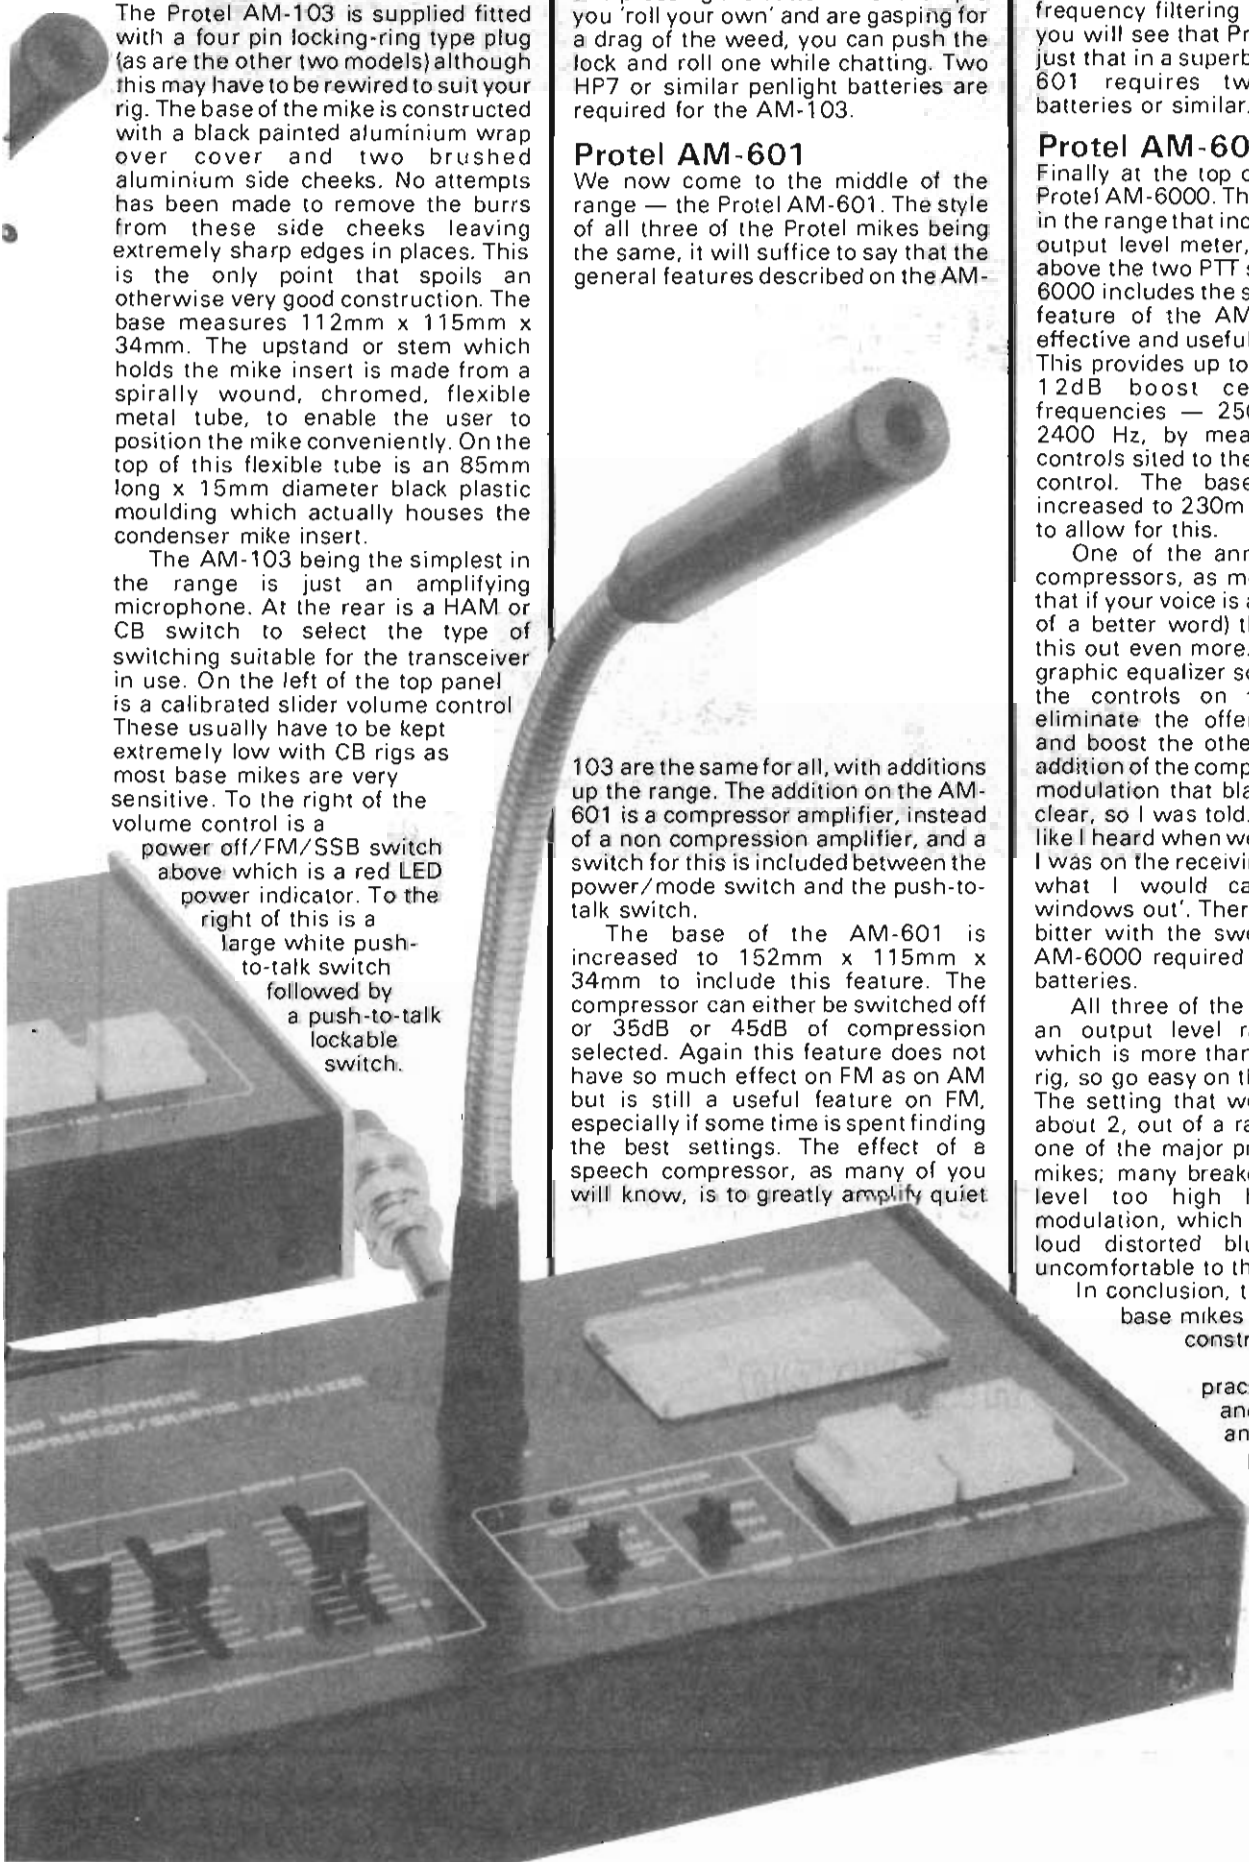 The Protel AM-103 is supplied fitted
with a four pin locking-ring type plug
(as are the other two models) although
this may have to be rewired to suit your
rig. The base of the mike is constructed
with a black painted aluminium wrap
over cover and two brushed
aluminium side cheeks. No attempts
has been made to remove the burrs
from these side cheeks leaving
extremely sharp edges in places. This
is the only point that spoils an
otherwise very good construction. The
base measures 112mm x 115mm x
34mm. The upstand or stem which
holds the mike insert is made from a
spirally wound, chromed, flexible
metal tube, to enable the user to
position the mike conveniently. On the
top of this flexible tube is an 85mm
long x 15mm diameter black plastic
moulding which actually houses the
condenser mike insert.
The AM-103 being the simplest in
the range is just an amplifying
microphone. At the rear is a HAM or
CB switch to select the type of
switching suitable for the transceiver
in use. On the left of the top panel
is a calibrated slider volume control
These usually have to be kept
extremely low with CB rigs as
most base mikes are very
sensitive. To the right of the
volume control is a
power off/FM/SSB switch
above which is a red LED
power indicator. To the
right of this is a
large white push-
to-talk switch
followed by
a push-to-talk
lockable
switch.
you 'roll your own' and are gasping for
a drag of the weed, you can push the
lock and roll one while chatting. Two
HP7 or similar penlight batteries are
required for the AM-103.
Protel AM-601
We now come to the middle of the
range — the Protel AM-601. The style
of all three of the Protel mikes being
the same, it will suffice to say that the
general features described on the AM-
103 are the same for all, with additions
up the range. The addition on the AM-
601 is a compressor amplifier, instead
of a non compression amplifier, and a
switch for this is included between the
power/mode switch and the push-to-
talk switch.
The base of the AM-601 is
increased to 152mm x 115mm x
34mm to include this feature. The
compressor can either be switched off
or 35dB or 45dB of compression
selected. Again this feature does not
have so much effect on FM as on AM
but is still a useful feature on FM,
especially if some time is spent finding
the best settings. The effect of a
speech compressor, as many of you
will know, is to greatly amplify quiet
frequency filtering
you will see that Pr
just that in a superb
601 requires tw
batteries or similar.
Protel AM-60
Finally at the top o
Protel AM-6000. Th
in the range that inc
output level meter,
above the two PTT s
6000 includes the s
feature of the AM
effective and useful
This provides up to
12dB boost ce
frequencies — 250
2400 Hz, by mea
controls sited to the
control. The base
increased to 230m
to allow for this.
One of the ann
compressors, as m
that if your voice is a
of a better word) th
this out even more.
graphic equalizer so
the controls on t
eliminate the offer
and boost the othe
addition of the comp
modulation that bla
clear, so I was told.
like I heard when we
I was on the receivin
what I would ca
windows out'. Ther
bitter with the swe
AM-6000 required
batteries.
All three of the
an output level r
which is more than
rig, so go easy on th
The setting that we
about 2, out of a ra
one of the major pr
mikes; many breake
level too high l
modulation, which
loud distorted blu
uncomfortable to th
In conclusion, t
base mikes
constr
prac
and
an